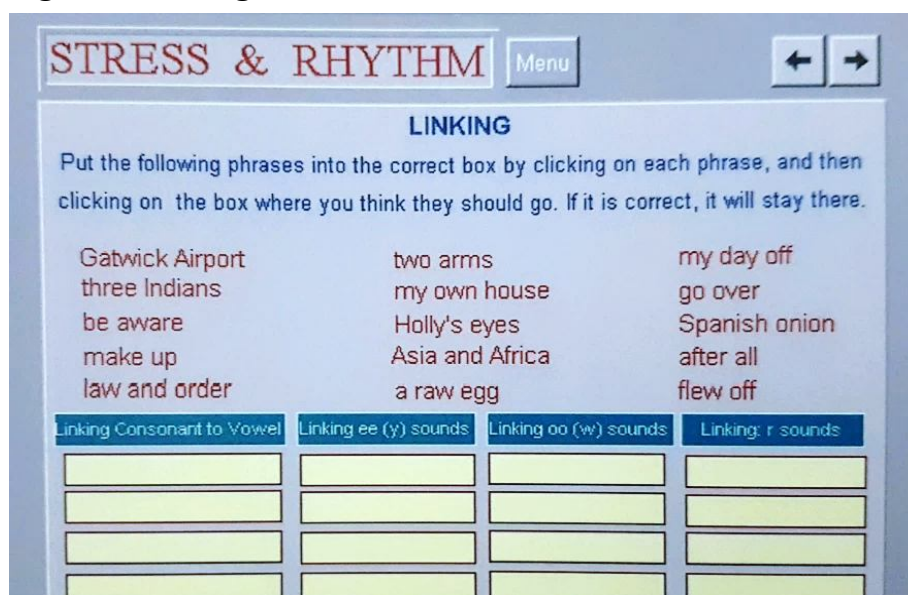 STRESS & RHYTHM
Menu
LINKING
Put the following phrases into the correct box by clicking on each phrase, and then
clicking on the box where you think they should go. If it is correct, it will stay there.
Gatwick Airport two arms my day off
three Indians my own house go over
be aware Holly's eyes Spanish onion
make up Asia and Africa after all
law and order a raw egg flew off
Linking Consonant to Vowel Linking ee (y) sounds Linking oo (w) sounds Linking: r sounds